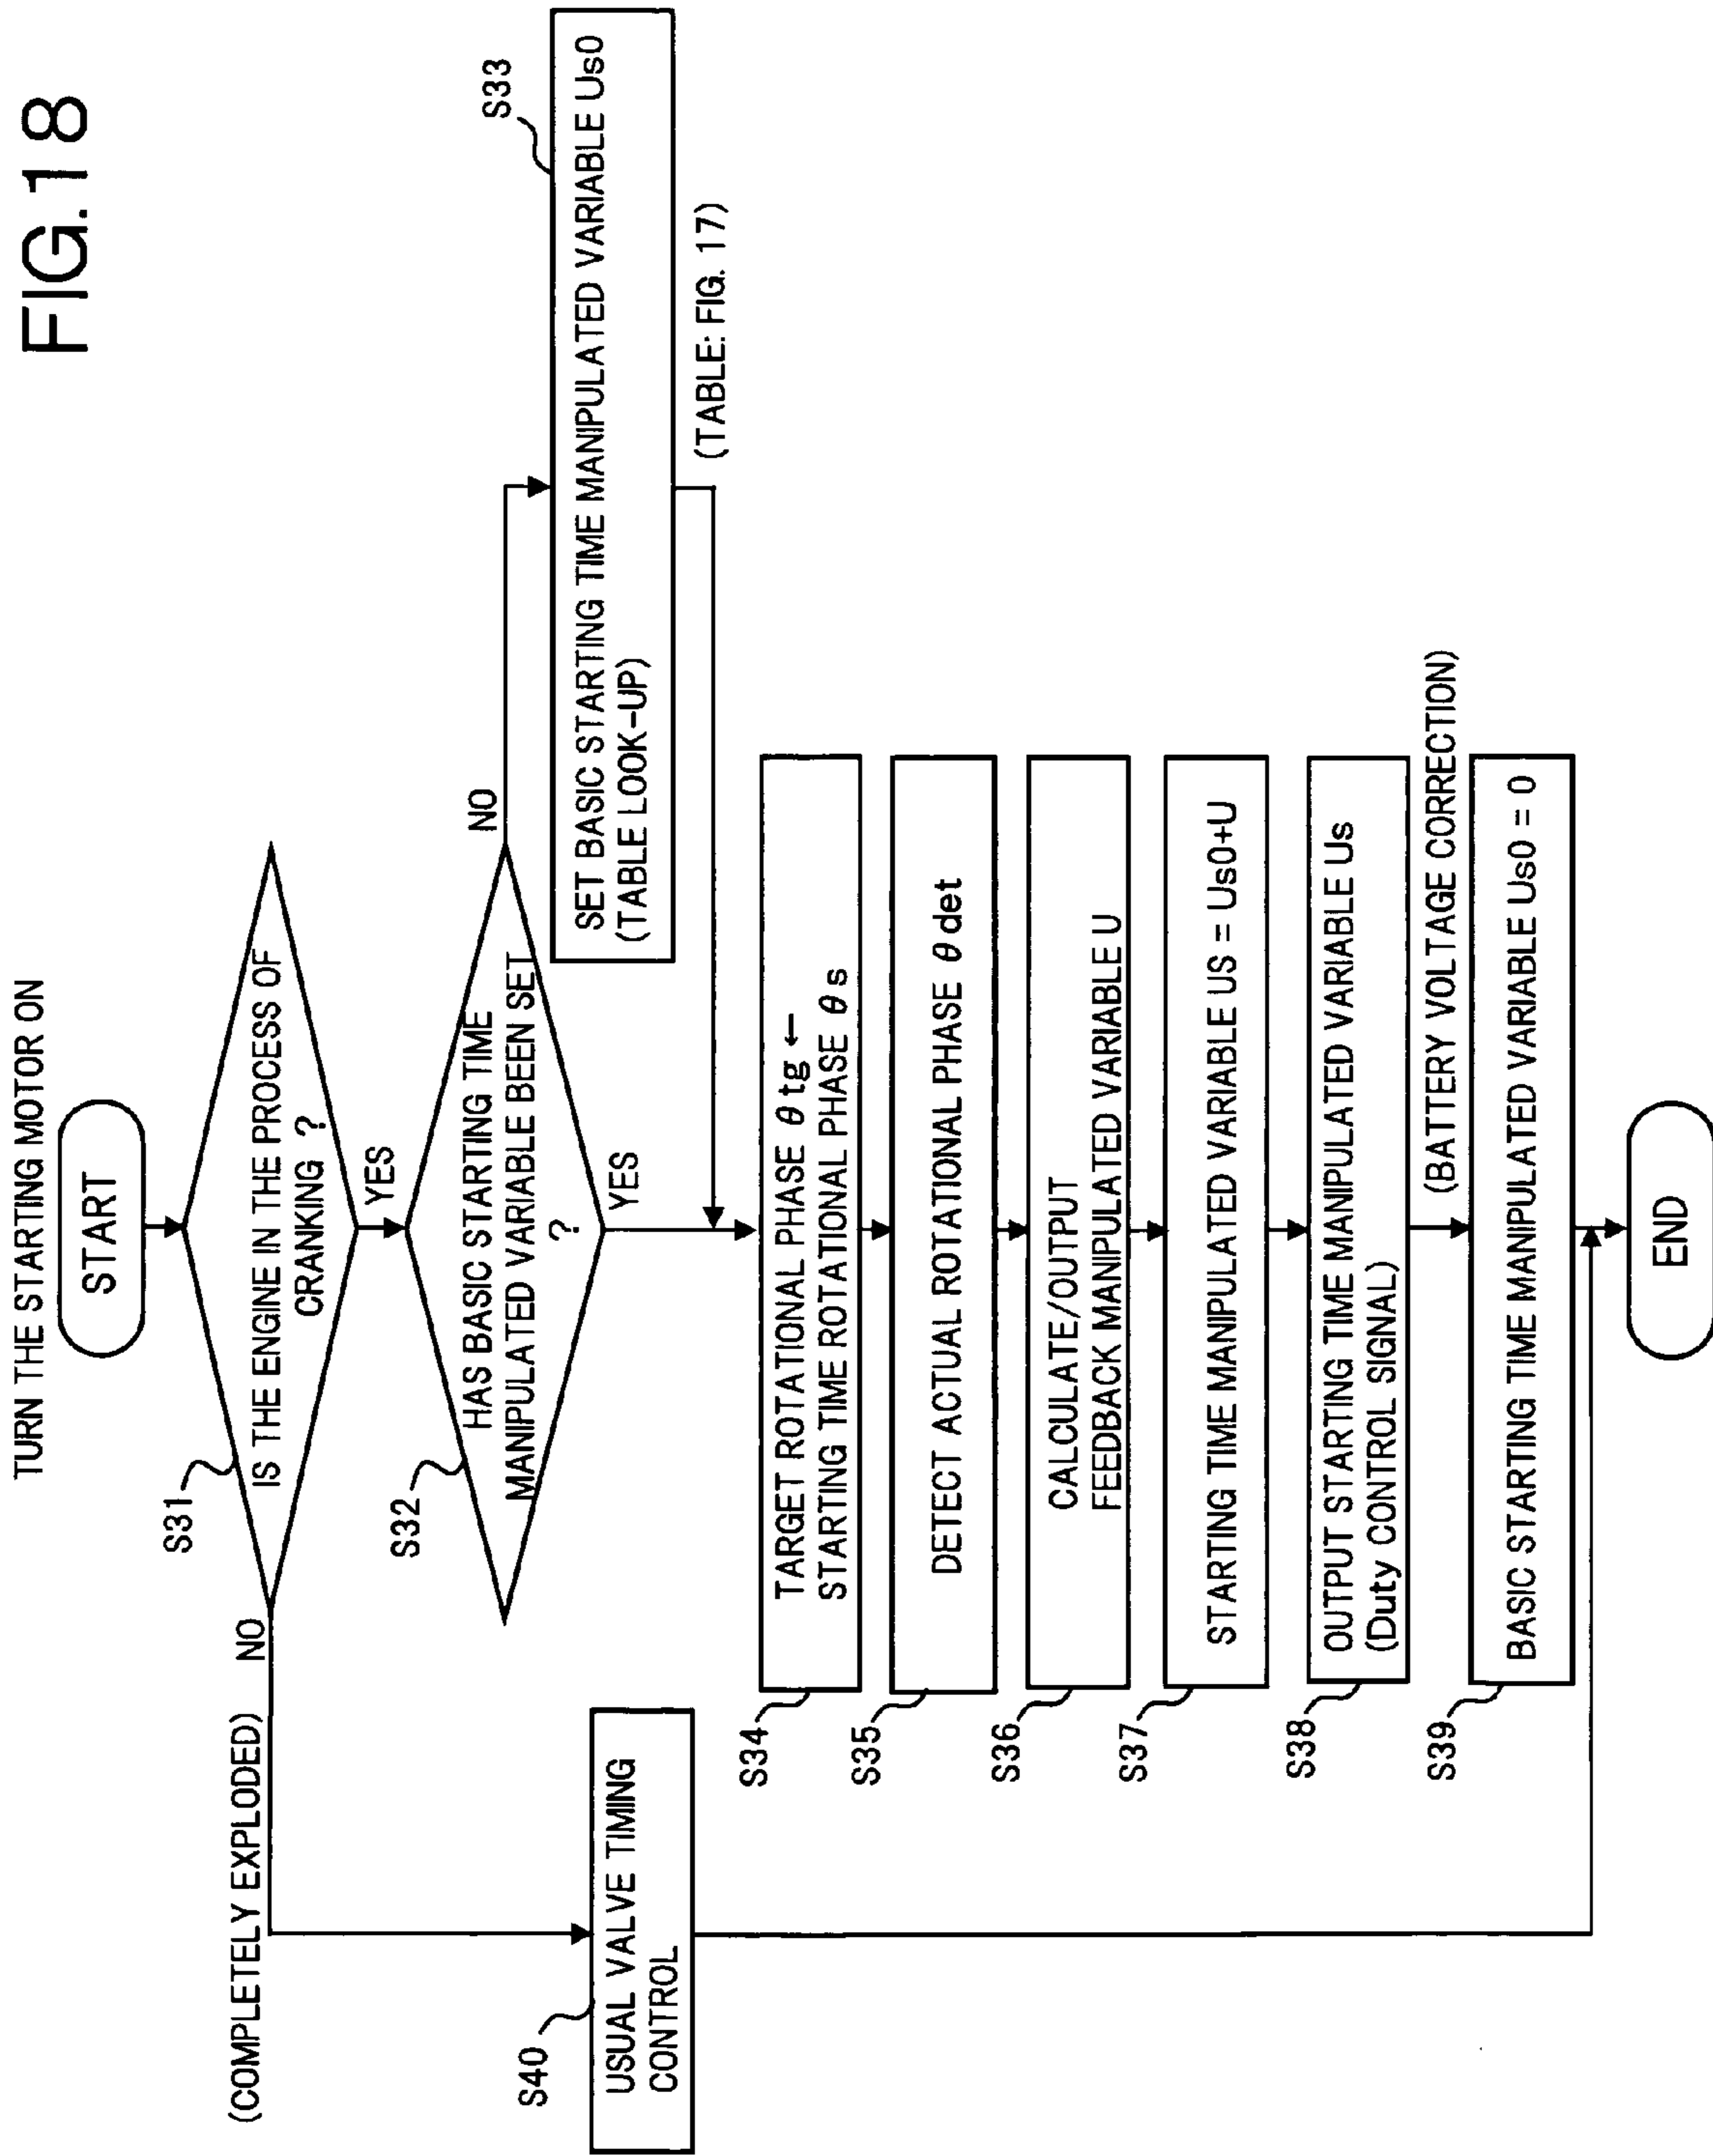 FIG.18
TURN THE STARTING MOTOR ON
START
S31
IS THE ENGINE IN THE PROCESS OF
CRANKING ?
NO
(COMPLETELY EXPLODED)
YES
S32
HAS BASIC STARTING TIME
MANIPULATED VARIABLE BEEN SET
?
NO
YES
S33
SET BASIC STARTING TIME MANIPULATED VARIABLE Us0
(TABLE LOOK-UP)
(TABLE: FIG. 17)
S40
USUAL VALVE TIMING
CONTROL
S34
TARGET ROTATIONAL PHASE θ tg ←
STARTING TIME ROTATIONAL PHASE θ s
S35
DETECT ACTUAL ROTATIONAL PHASE θ det
S36
CALCULATE/OUTPUT
FEEDBACK MANIPULATED VARIABLE U
S37
STARTING TIME MANIPULATED VARIABLE US = Us0+U
S38
OUTPUT STARTING TIME MANIPULATED VARIABLE Us
(Duty CONTROL SIGNAL)
(BATTERY VOLTAGE CORRECTION)
S39
BASIC STARTING TIME MANIPULATED VARIABLE Us0 = 0
END